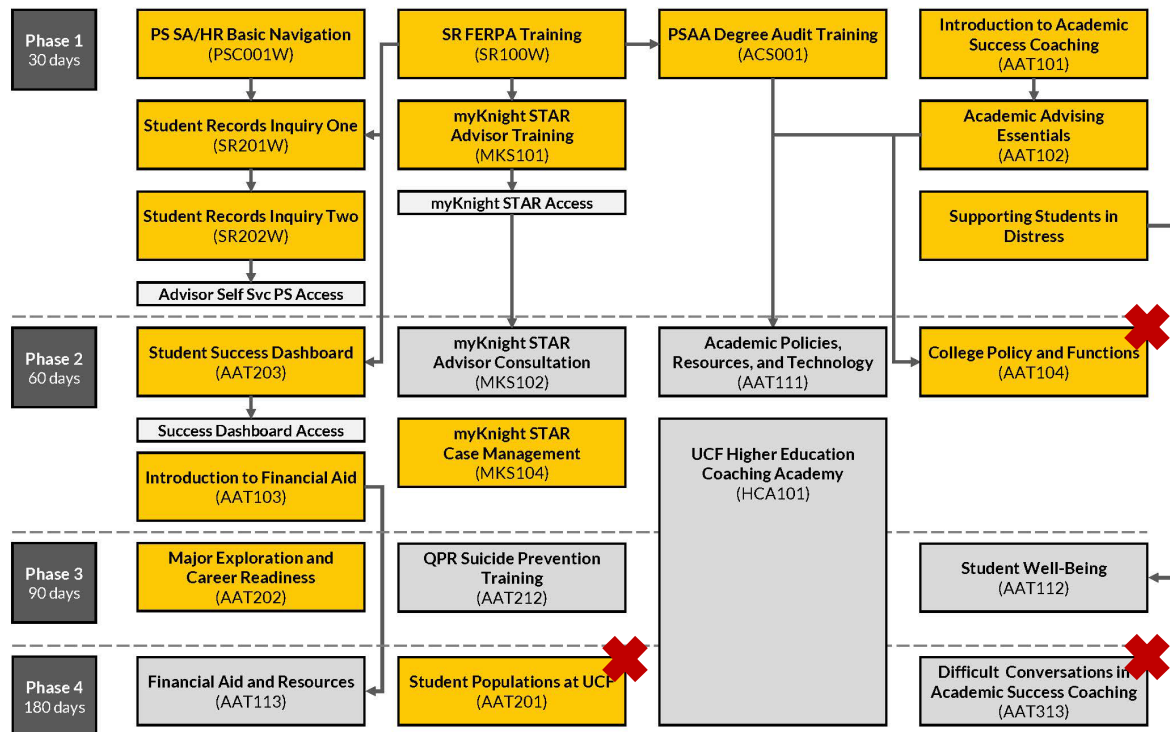 Phase 1
30 days
PS SA/HR Basic Navigation
(PSC001W)
SR FERPA Training
(SR100W)
PSAA Degree Audit Training
(ACS001)
Introduction to Academic
Success Coaching
(AAT101)
Student Records Inquiry One
(SR201W)
myKnight STAR
Advisor Training
(MKS101)
Academic Advising
Essentials
(AAT102)
Student Records Inquiry Two
(SR202W)
myKnight STAR Access
Supporting Students in
Distress
Advisor Self Svc PS Access
Phase 2
60 days
Student Success Dashboard
(AAT203)
myKnight STAR
Advisor Consultation
(MKS102)
Academic Policies,
Resources, and Technology
(AAT111)
College Policy and Functions
(AAT104)
Success Dashboard Access
myKnight STAR
Case Management
(MKS104)
UCF Higher Education
Coaching Academy
(HCA101)
Introduction to Financial Aid
(AAT103)
Phase 3
90 days
Major Exploration and
Career Readiness
(AAT202)
QPR Suicide Prevention
Training
(AAT212)
Student Well-Being
(AAT112)
Phase 4
180 days
Financial Aid and Resources
(AAT113)
Student Populations at UCF
(AAT201)
Difficult Conversations in
Academic Success Coaching
(AAT313)